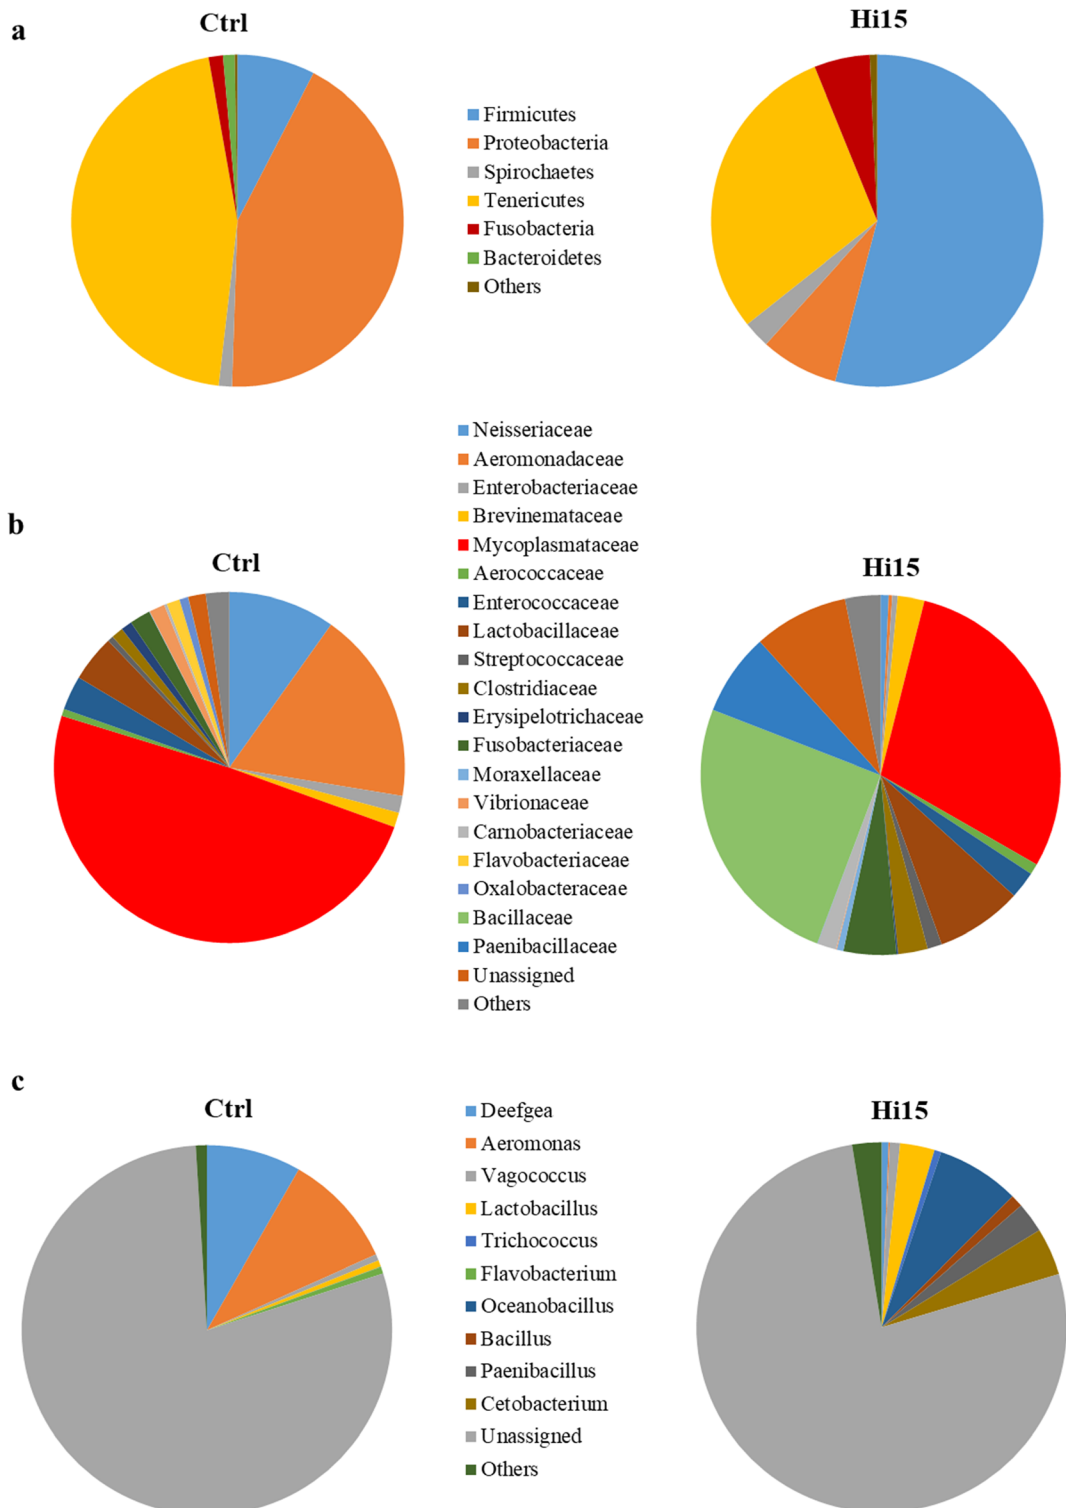 a
Ctrl
Hi15
Firmicutes
Proteobacteria
Spirochaetes
Tenericutes
Fusobacteria
Bacteroidetes
Others
b
Ctrl
Hi15
Neisseriaceae
Aeromonadaceae
Enterobacteriaceae
Brevinemataceae
Mycoplasmataceae
Aerococcaceae
Enterococcaceae
Lactobacillaceae
Streptococcaceae
Clostridiaceae
Erysipelotrichaceae
Fusobacteriaceae
Moraxellaceae
Vibrionaceae
Carnobacteriaceae
Flavobacteriaceae
Oxalobacteraceae
Bacillaceae
Paenibacillaceae
Unassigned
Others
c
Ctrl
Hi15
Deefgea
Aeromonas
Vagococcus
Lactobacillus
Trichococcus
Flavobacterium
Oceanobacillus
Bacillus
Paenibacillus
Cetobacterium
Unassigned
Others